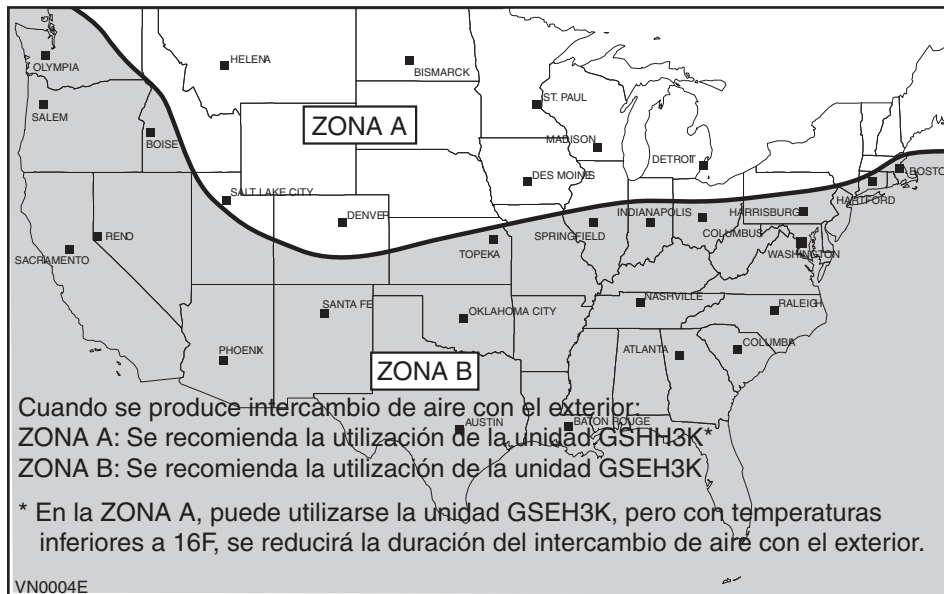 OLYMPIA
HELENA
BISMARCK
SALEM
ST. PAUL
ZONA A
BOISE
MADISON
DETROIT
BOSTON
DES MOINES
SALT LAKE CITY
HARTFORD
DENVER
INDIANAPOLIS
HARRISBURG
SPRINGFIELD
COLUMBUS
RENO
SACRAMENTO
TOPEKA
WASHINGTON
SANTA FE
NASHVILLE
RALEIGH
OKLAHOMA CITY
PHOENIX
ATLANTA
COLUMBA
ZONA B
Cuando se produce intercambio de aire con el exterior:
AUSTIN
BATON ROUGE
ZONA A: Se recomienda la utilización de la unidad GSHH3K*
ZONA B: Se recomienda la utilización de la unidad GSEH3K
* En la ZONA A, puede utilizarse la unidad GSEH3K, pero con temperaturas
inferiores a 16F, se reducirá la duración del intercambio de aire con el exterior.
VN0004E